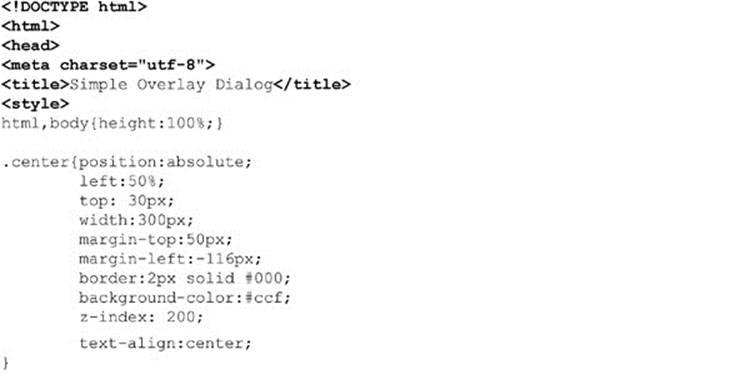 <!DOCTYPE html>
<html>
<head>
<meta charset="utf-8">
<title>Simple Overlay Dialog</title>
<style>
html,body{height:100%;}
.center{position:absolute;
left:50%;
top: 30px;
width:300px;
margin-top:50px;
margin-left:-116px;
border:2px solid #000;
background-color:#ccf;
z-index: 200;
text-align:center;
}